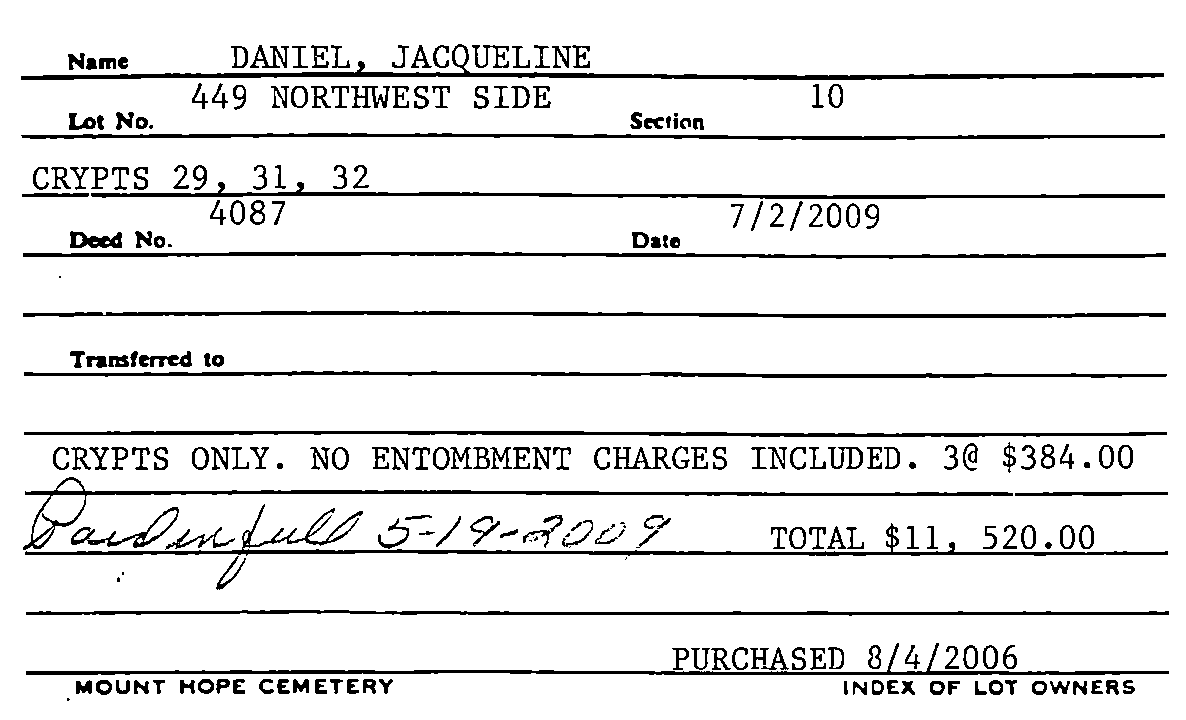 Name DANIEL, JACQUELINE
449 NORTHWEST SIDE 10
Lot No. Section
CRYPTS 29, 31, 32
4087 7/2/2009
Deed No. Date
Transferred to
CRYPTS ONLY. NO ENTOMBMENT CHARGES INCLUDED. 3@ $384.00
Paid in full 5-19-2009 TOTAL $11, 520.00
PURCHASED 8/4/2006
MOUNT HOPE CEMETERY INDEX OF LOT OWNERS